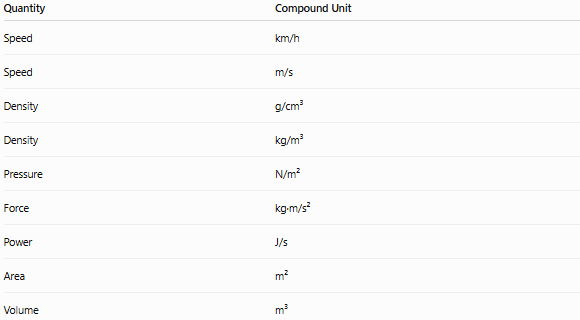 Quantity Compound Unit
Speed km/h
Speed m/s
Density g/cm³
Density kg/m³
Pressure N/m²
Force kg·m/s²
Power J/s
Area m²
Volume m³